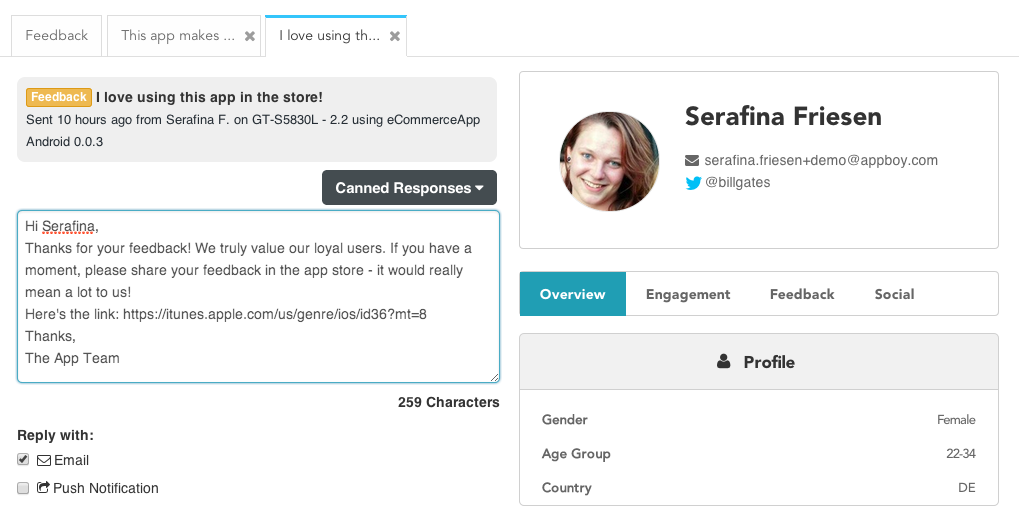 Feedback
This app makes ...
I love using th...
Feedback I love using this app in the store!
Sent 10 hours ago from Serafina F. on GT-S5830L - 2.2 using eCommerceApp
Android 0.0.3
Canned Responses
Hi Serafina,
Thanks for your feedback! We truly value our loyal users. If you have a
moment, please share your feedback in the app store - it would really
mean a lot to us!
Here's the link: https://itunes.apple.com/us/genre/ios/id36?mt=8
Thanks,
The App Team
259 Characters
Reply with:
Email
Push Notification
Serafina Friesen
serafina.friesen+demo@appboy.com
@billgates
Overview Engagement Feedback Social
Profile
Gender Female
Age Group 22-34
Country DE